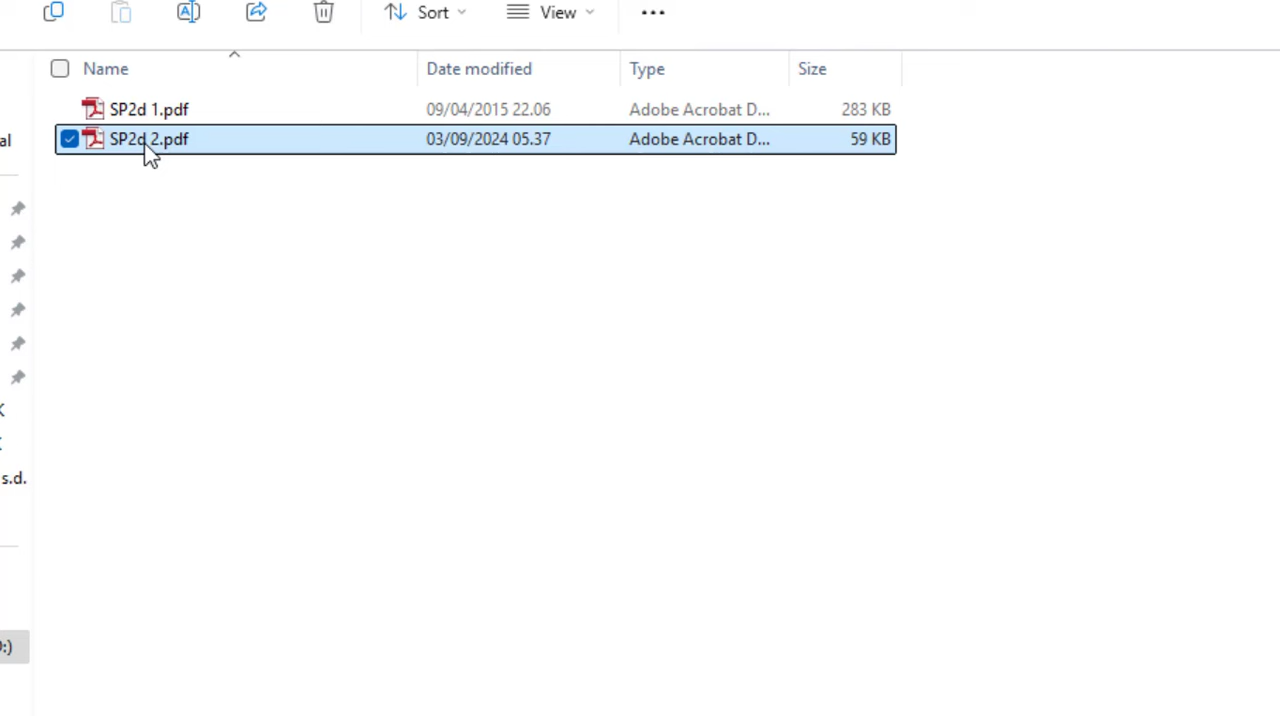 Sort View
Name Date modified Type Size
SP2d 1.pdf 09/04/2015 22.06 Adobe Acrobat D... 283 KB
SP2d 2.pdf 03/09/2024 05.37 Adobe Acrobat D... 59 KB
al
s.d.
:)